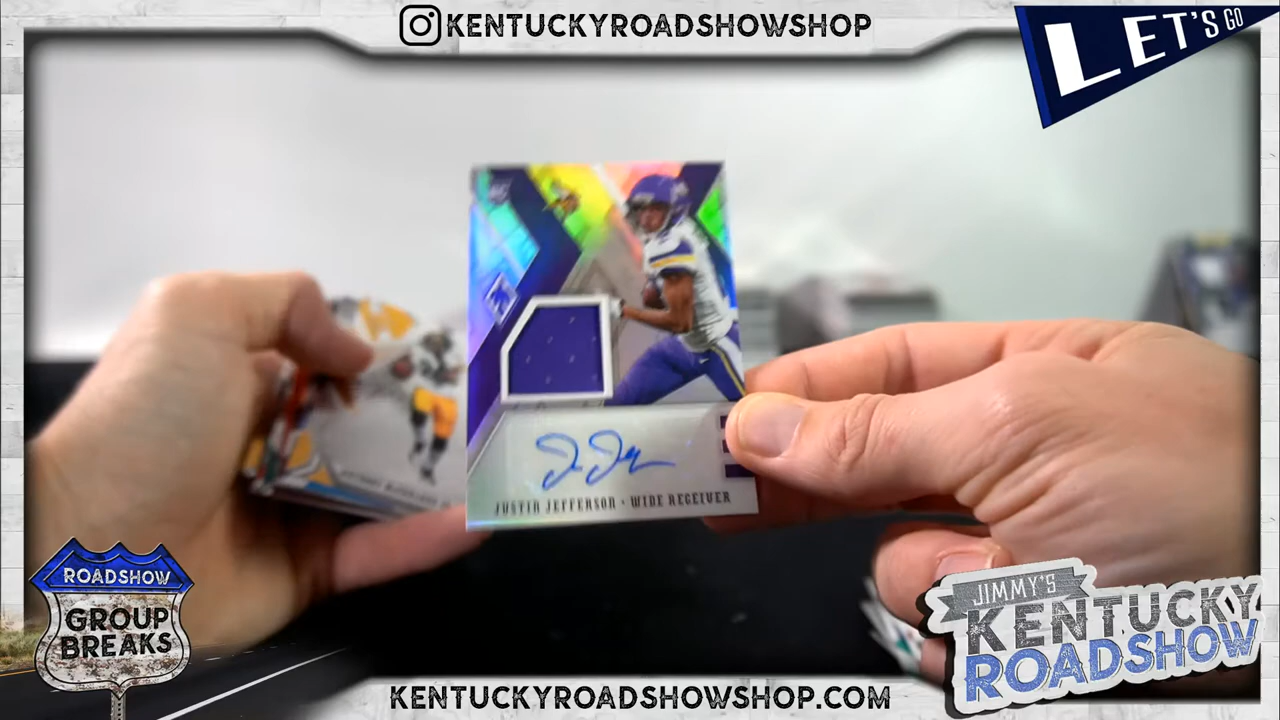 KENTUCKYROADSHOWSHOP
LET'S GO
JUSTIN JEFFERSON · WIDE RECEIVER
ROADSHOW
GROUP
BREAKS
JIMMY'S
KENTUCKY
ROADSHOW
KENTUCKYROADSHOWSHOP.COM